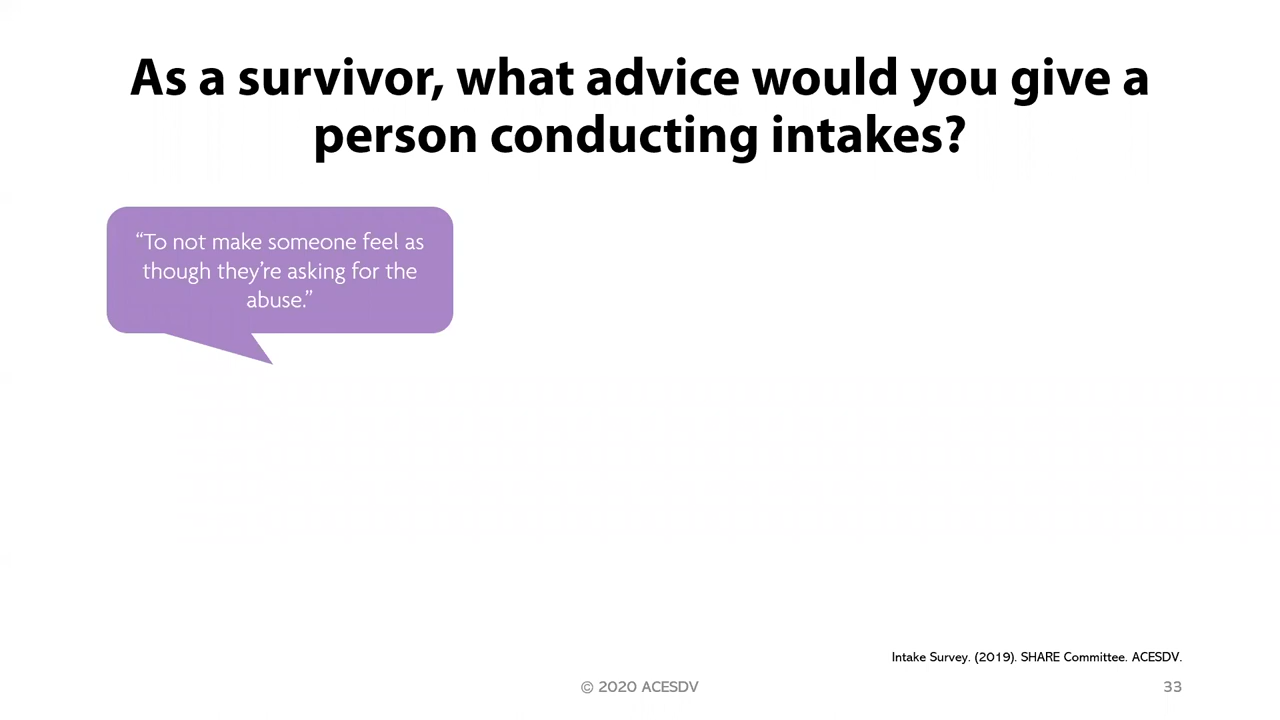 As a survivor, what advice would you give a
person conducting intakes?
“To not make someone feel as
though they’re asking for the
abuse.”
Intake Survey. (2019). SHARE Committee. ACESDV.
© 2020 ACESDV
33